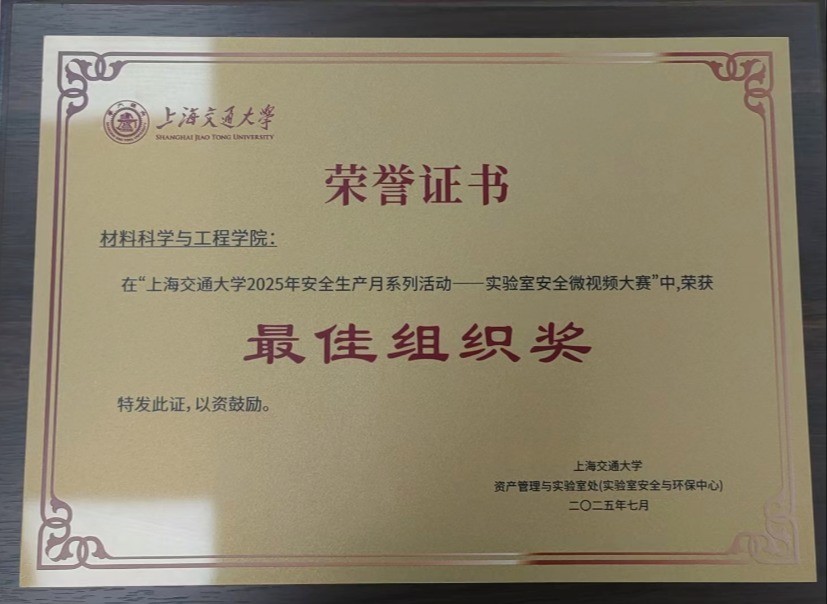 上海交通大学
SHANGHAI JIAO TONG UNIVERSITY
荣誉证书
材料科学与工程学院：
在“上海交通大学2025年安全生产月系列活动——实验室安全微视频大赛”中,荣获
最佳组织奖
特发此证,以资鼓励。
上海交通大学
资产管理与实验室处(实验室安全与环保中心)
二〇二五年七月